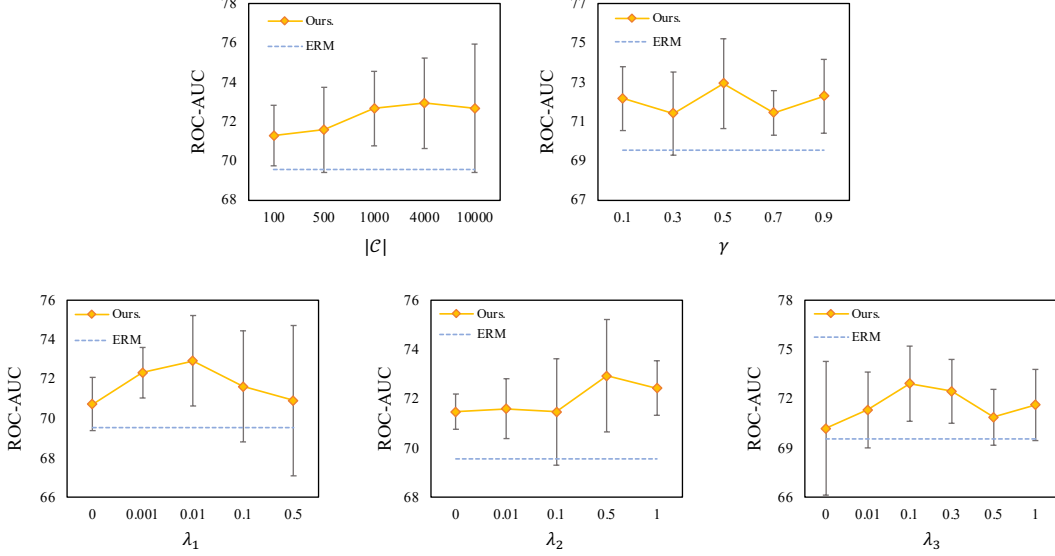 78
76
74
72
70
68
ROC-AUC
Ours.
ERM
100 500 1000 4000 10000
|𝒞|
77
75
73
71
69
67
ROC-AUC
Ours.
ERM
0.1 0.3 0.5 0.7 0.9
γ
76
74
72
70
68
66
ROC-AUC
Ours.
ERM
0 0.001 0.01 0.1 0.5
λ₁
76
74
72
70
68
ROC-AUC
Ours.
ERM
0 0.01 0.1 0.5 1
λ₂
78
75
72
69
66
ROC-AUC
Ours.
ERM
0 0.01 0.1 0.3 0.5 1
λ₃